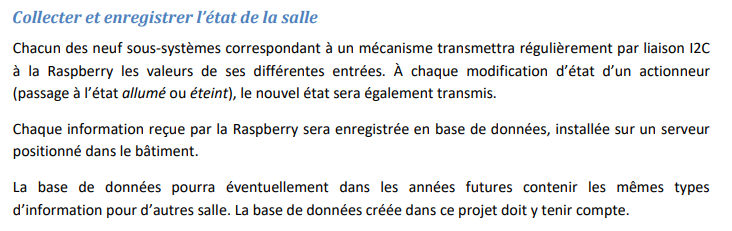 Collecter et enregistrer l’état de la salle
Chacun des neuf sous-systèmes correspondant à un mécanisme transmettra régulièrement par liaison I2C
à la Raspberry les valeurs de ses différentes entrées. À chaque modification d’état d’un actionneur
(passage à l’état allumé ou éteint), le nouvel état sera également transmis.
Chaque information reçue par la Raspberry sera enregistrée en base de données, installée sur un serveur
positionné dans le bâtiment.
La base de données pourra éventuellement dans les années futures contenir les mêmes types
d’information pour d’autres salle. La base de données créée dans ce projet doit y tenir compte.